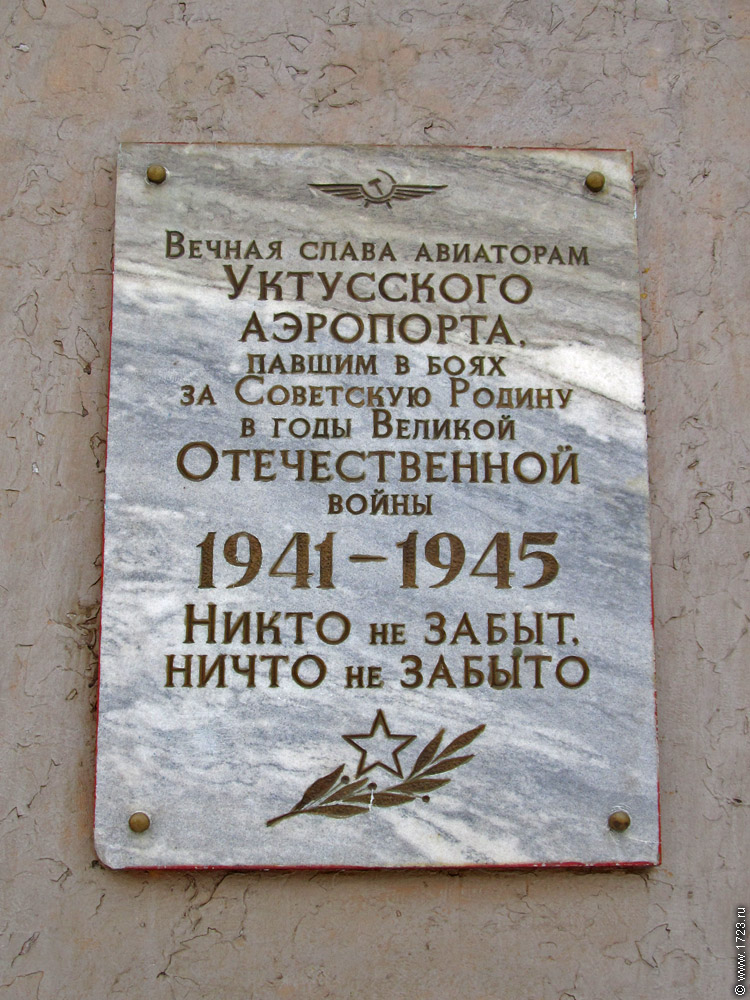 Вечная слава авиаторам
Уктусского
аэропорта,
павшим в боях
за Советскую Родину
в годы Великой
Отечественной
войны
1941–1945
Никто не забыт,
ничто не забыто
© www.1723.ru